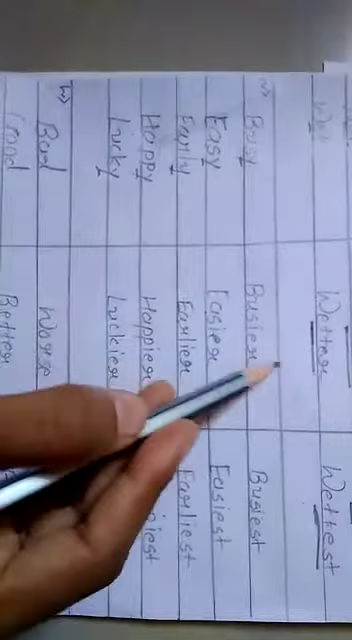 Wet Wetter Wettest
Busy Busier Busiest
Easy Easier Easiest
Early Earlier Earliest
Happy Happier
Lucky Luckier
Bad Worse
Good Better